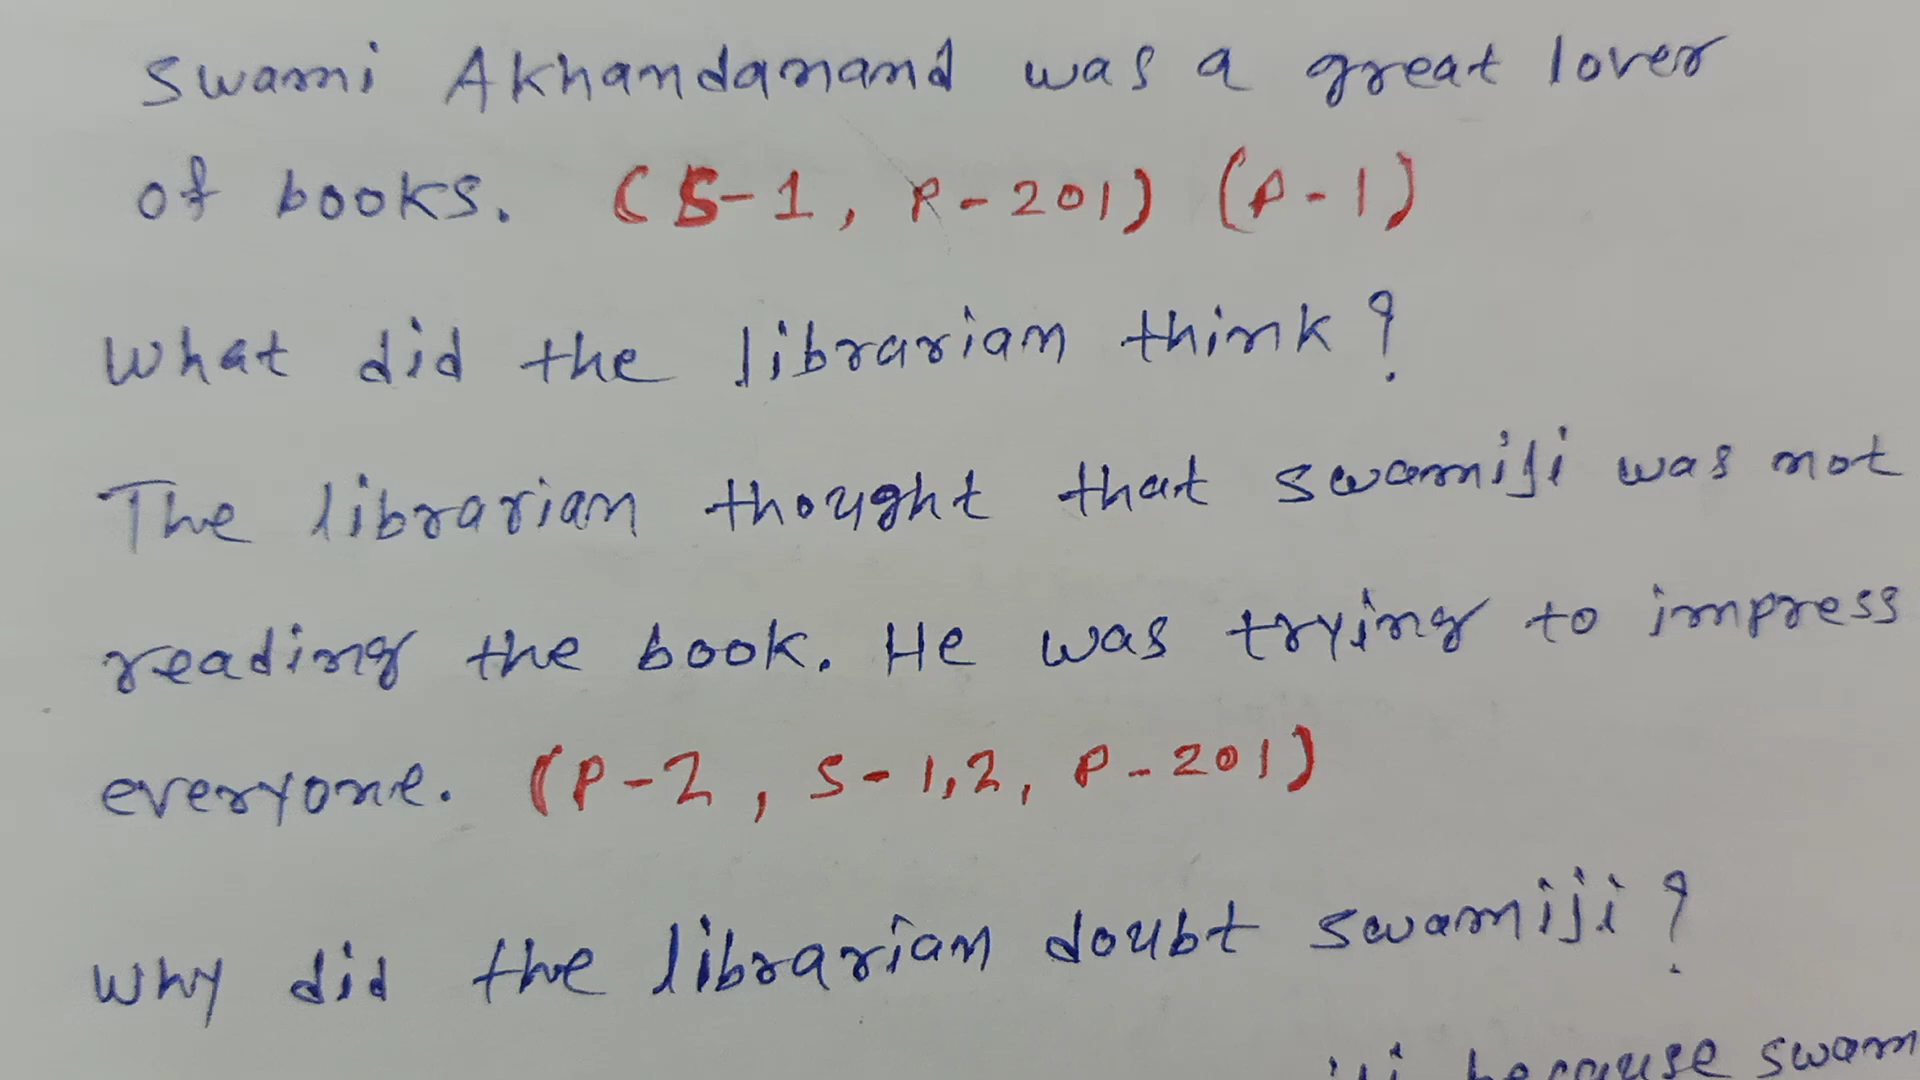 Swami Akhandanand was a great lover
of books. (S-1, P-201) (P-1)
What did the librarian think?
The librarian thought that swamiji was not
reading the book. He was trying to impress
everyone. (P-2, S-1,2, P-201)
Why did the librarian doubt swamiji?
because swam